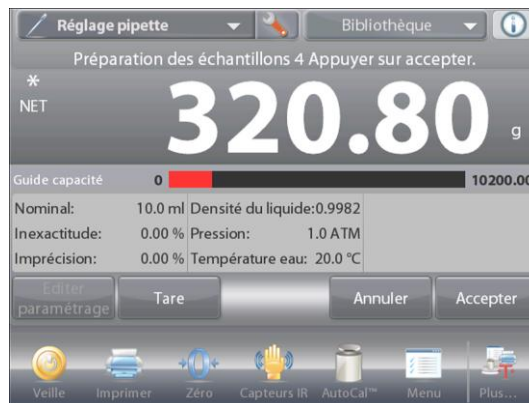 Réglage pipette
Bibliothèque
Préparation des échantillons 4 Appuyer sur accepter.
*
NET
320.80 g
Guide capacité 0 10200.00
Nominal: 10.0 ml Densité du liquide:0.9982
Inexactitude: 0.00 % Pression: 1.0 ATM
Imprécision: 0.00 % Température eau: 20.0 °C
Editer paramétrage
Tare
Annuler
Accepter
Veille
Imprimer
Zéro
Capteurs IR
AutoCal™
Menu
Plus...